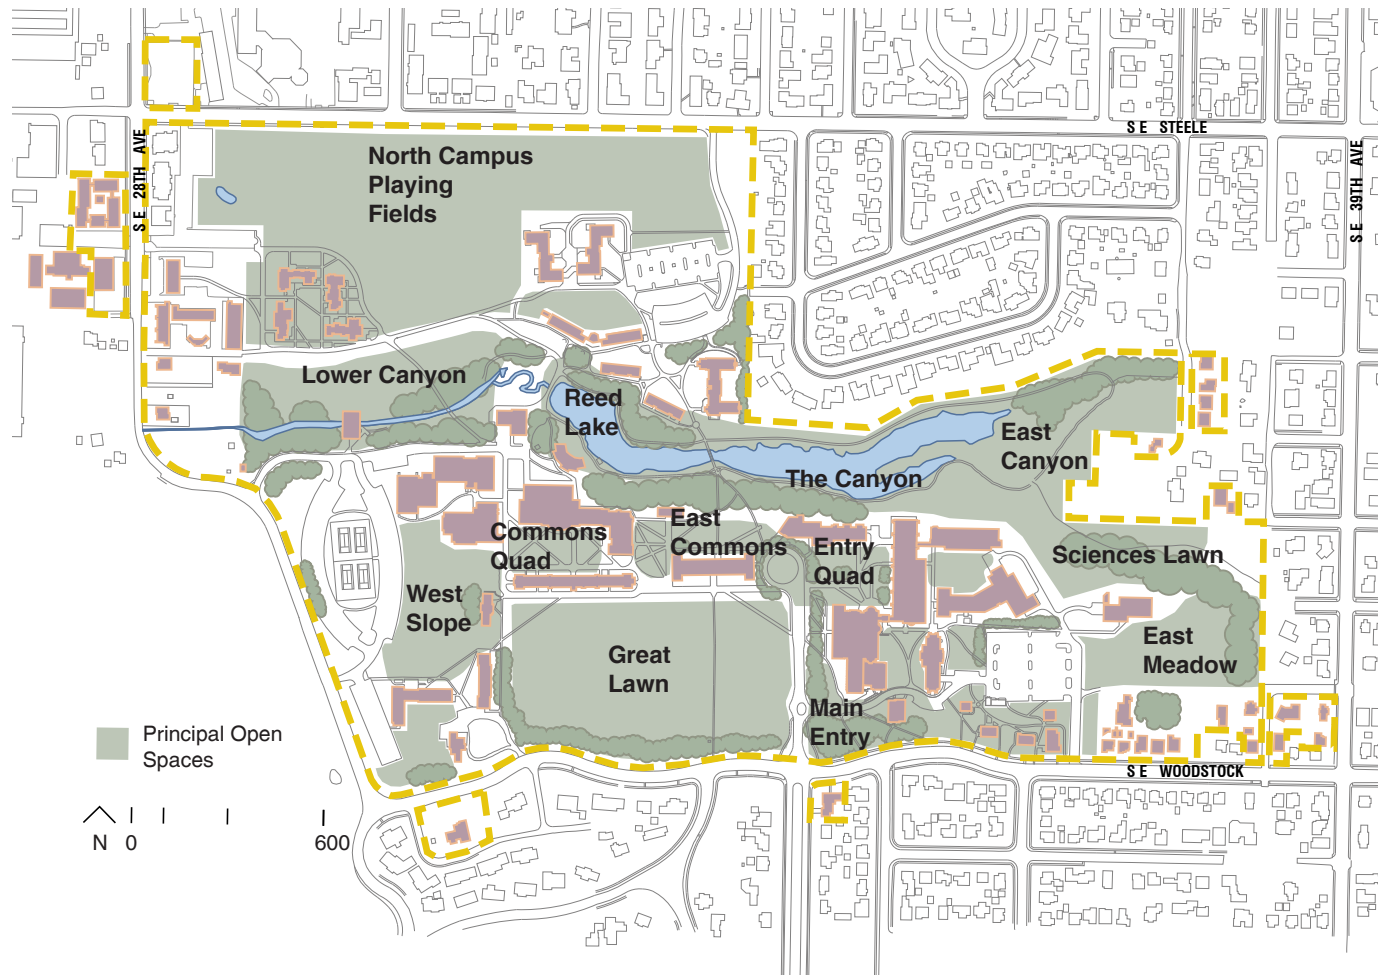 S E STEELE
S E 28TH AVE
S E 39TH AVE
North Campus
Playing
Fields
Lower Canyon
Reed
Lake
East
Canyon
The Canyon
Commons
Quad
East
Commons
Entry
Quad
Sciences Lawn
West
Slope
Great
Lawn
East
Meadow
Main
Entry
Principal Open
Spaces
S E WOODSTOCK
N 0 600